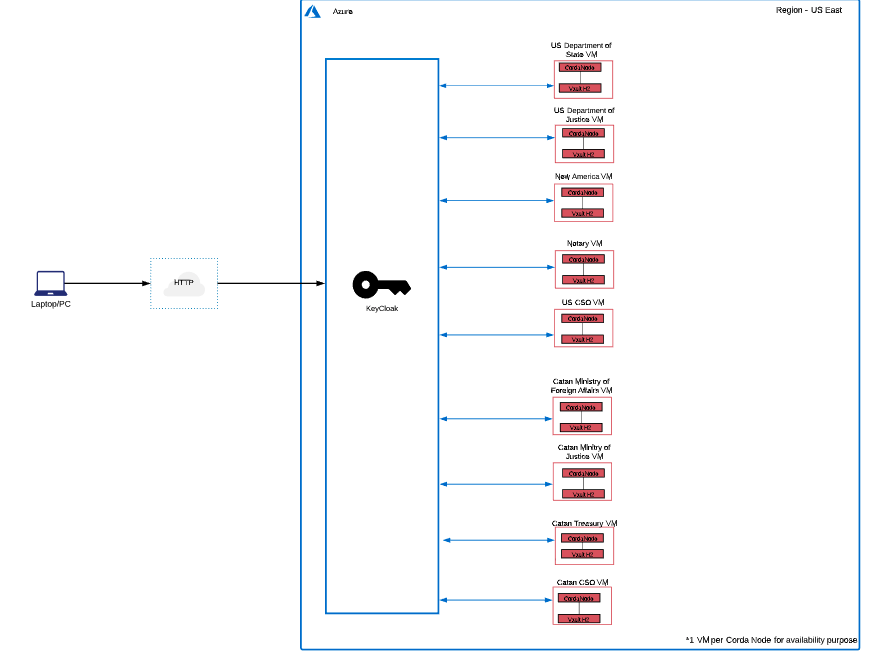 Azure
Region - US East
US Department of
State VM
Corda Node
Vault H2
US Department of
Justice VM
Corda Node
Vault H2
New America VM
Corda Node
Vault H2
Notary VM
Corda Node
Vault H2
HTTP
Laptop/PC
KeyCloak
US CSO VM
Corda Node
Vault H2
Catan Ministry of
Foreign Affairs VM
Corda Node
Vault H2
Catan Minitry of
Justice VM
Corda Node
Vault H2
Catan Treasury VM
Corda Node
Vault H2
Catan CSO VM
Corda Node
Vault H2
*1 VM per Corda Node for availability purpose